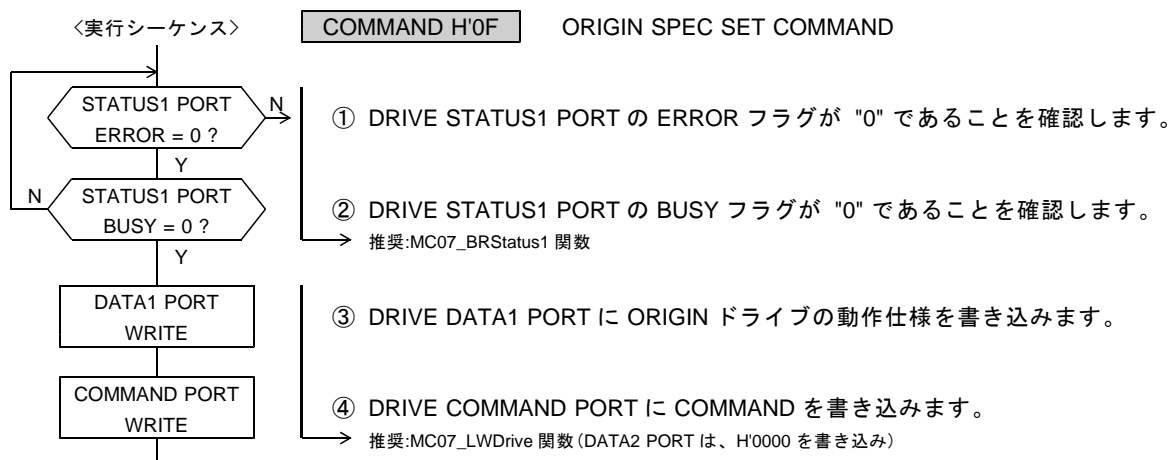 〈実行シーケンス〉 COMMAND H'0F ORIGIN SPEC SET COMMAND
STATUS1 PORT
ERROR = 0 ?
N
① DRIVE STATUS1 PORT の ERROR フラグが "0" であることを確認します。
Y
N
STATUS1 PORT
BUSY = 0 ?
② DRIVE STATUS1 PORT の BUSY フラグが "0" であることを確認します。
推奨:MC07_BRStatus1 関数
Y
DATA1 PORT
WRITE
③ DRIVE DATA1 PORT に ORIGIN ドライブの動作仕様を書き込みます。
COMMAND PORT
WRITE
④ DRIVE COMMAND PORT に COMMAND を書き込みます。
推奨:MC07_LWDrive 関数(DATA2 PORT は、H'0000 を書き込み)